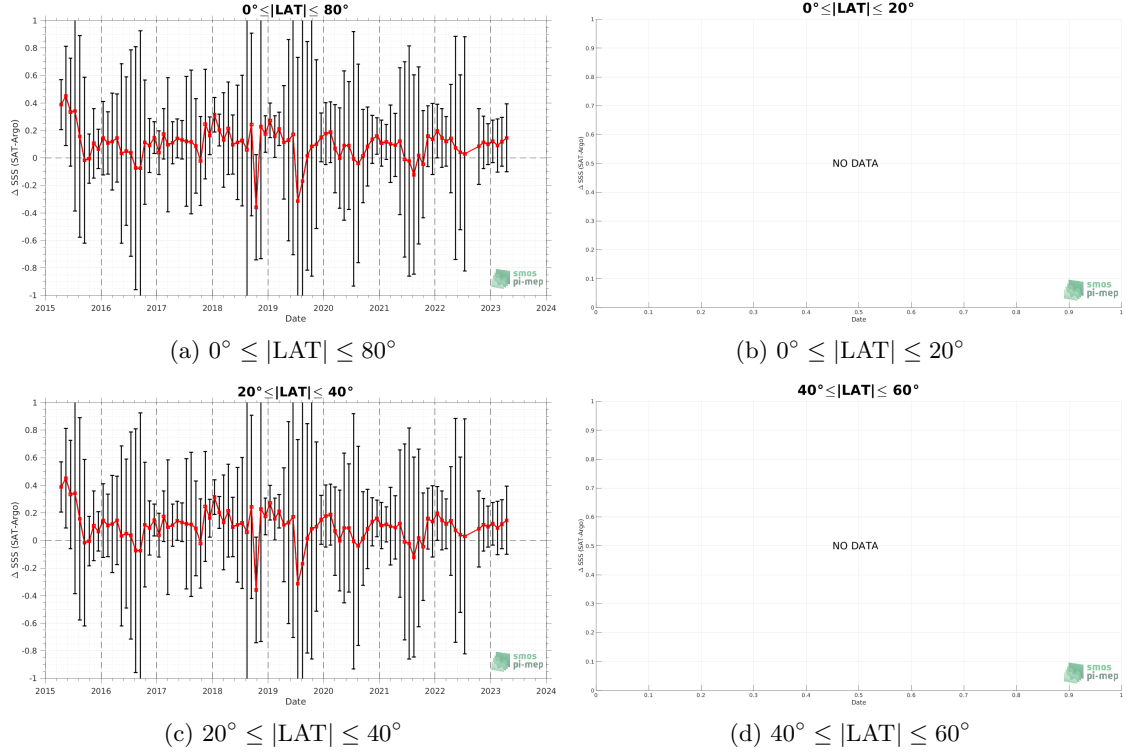 0°≤|LAT|≤ 80°
1
0.8
0.6
0.4
0.2
0
-0.2
-0.4
-0.6
-0.8
-1
Δ SSS (SAT-Argo)
2015 2016 2017 2018 2019 2020 2021 2022 2023 2024
Date
smos
pi-mep
(a) 0° ≤ |LAT| ≤ 80°
0°≤|LAT|≤ 20°
1
0.9
0.8
0.7
0.6
0.5
0.4
0.3
0.2
0.1
0
Δ SSS (SAT-Argo)
NO DATA
0 0.1 0.2 0.3 0.4 0.5 0.6 0.7 0.8 0.9 1
Date
smos
pi-mep
(b) 0° ≤ |LAT| ≤ 20°
20°≤|LAT|≤ 40°
1
0.8
0.6
0.4
0.2
0
-0.2
-0.4
-0.6
-0.8
-1
Δ SSS (SAT-Argo)
2015 2016 2017 2018 2019 2020 2021 2022 2023 2024
Date
smos
pi-mep
(c) 20° ≤ |LAT| ≤ 40°
40°≤|LAT|≤ 60°
1
0.9
0.8
0.7
0.6
0.5
0.4
0.3
0.2
0.1
0
Δ SSS (SAT-Argo)
NO DATA
0 0.1 0.2 0.3 0.4 0.5 0.6 0.7 0.8 0.9 1
Date
smos
pi-mep
(d) 40° ≤ |LAT| ≤ 60°